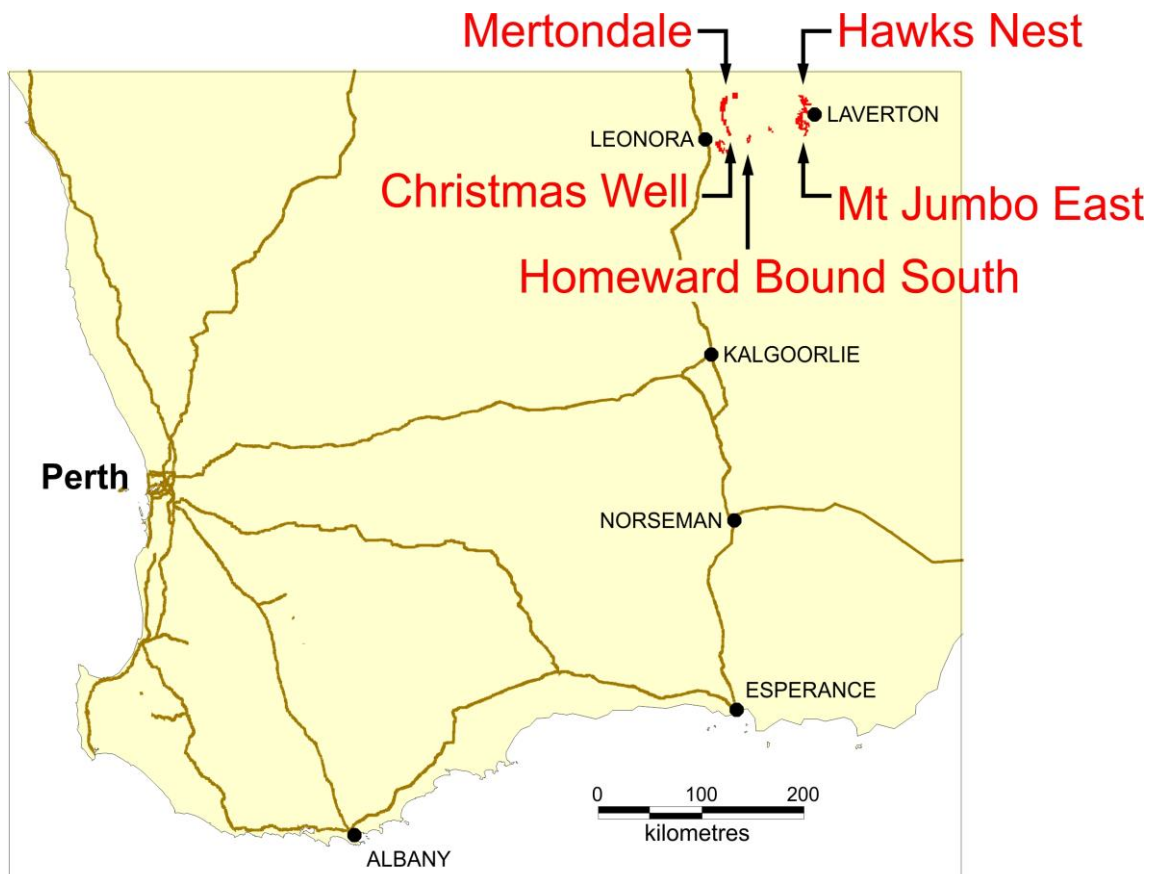 Mertondale
Hawks Nest
LAVERTON
LEONORA
Christmas Well
Mt Jumbo East
Homeward Bound South
KALGOORLIE
Perth
NORSEMAN
ESPERANCE
0 100 200
kilometres
ALBANY